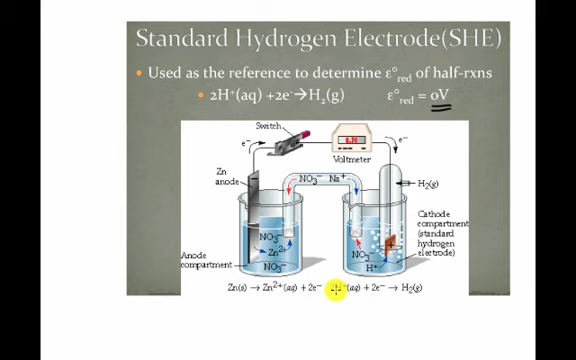 Standard Hydrogen Electrode(SHE)
• Used as the reference to determine ε°red of half-rxns
• 2H⁺(aq) +2e⁻→H₂(g) ε°red = 0V
Switch
e⁻
e⁻
Voltmeter
Zn
anode
NO₃⁻ Na⁺
H₂(g)
Cathode
compartment
(standard
hydrogen
electrode)
NO₃⁻
Zn²⁺
NO₃⁻
NO₃⁻
H⁺
Anode
compartment
Zn(s) → Zn²⁺(aq) + 2e⁻ 2H⁺(aq) + 2e⁻ → H₂(g)